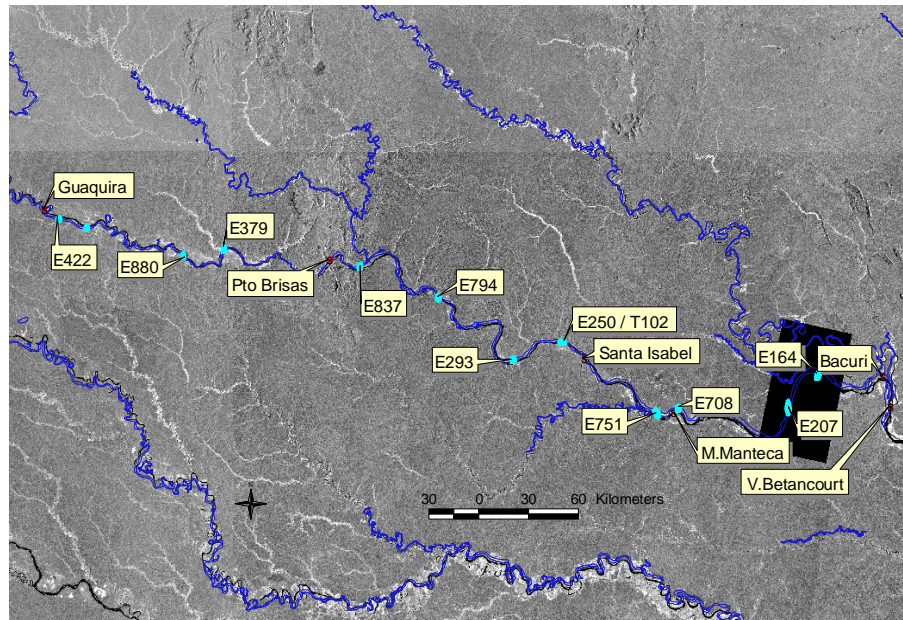 Guaquira
E422
E880
E379
Pto Brisas
E837
E794
E293
E250 / T102
Santa Isabel
E751
E708
M.Manteca
E164
Bacuri
E207
V.Betancourt
30 0 30 60 Kilometers